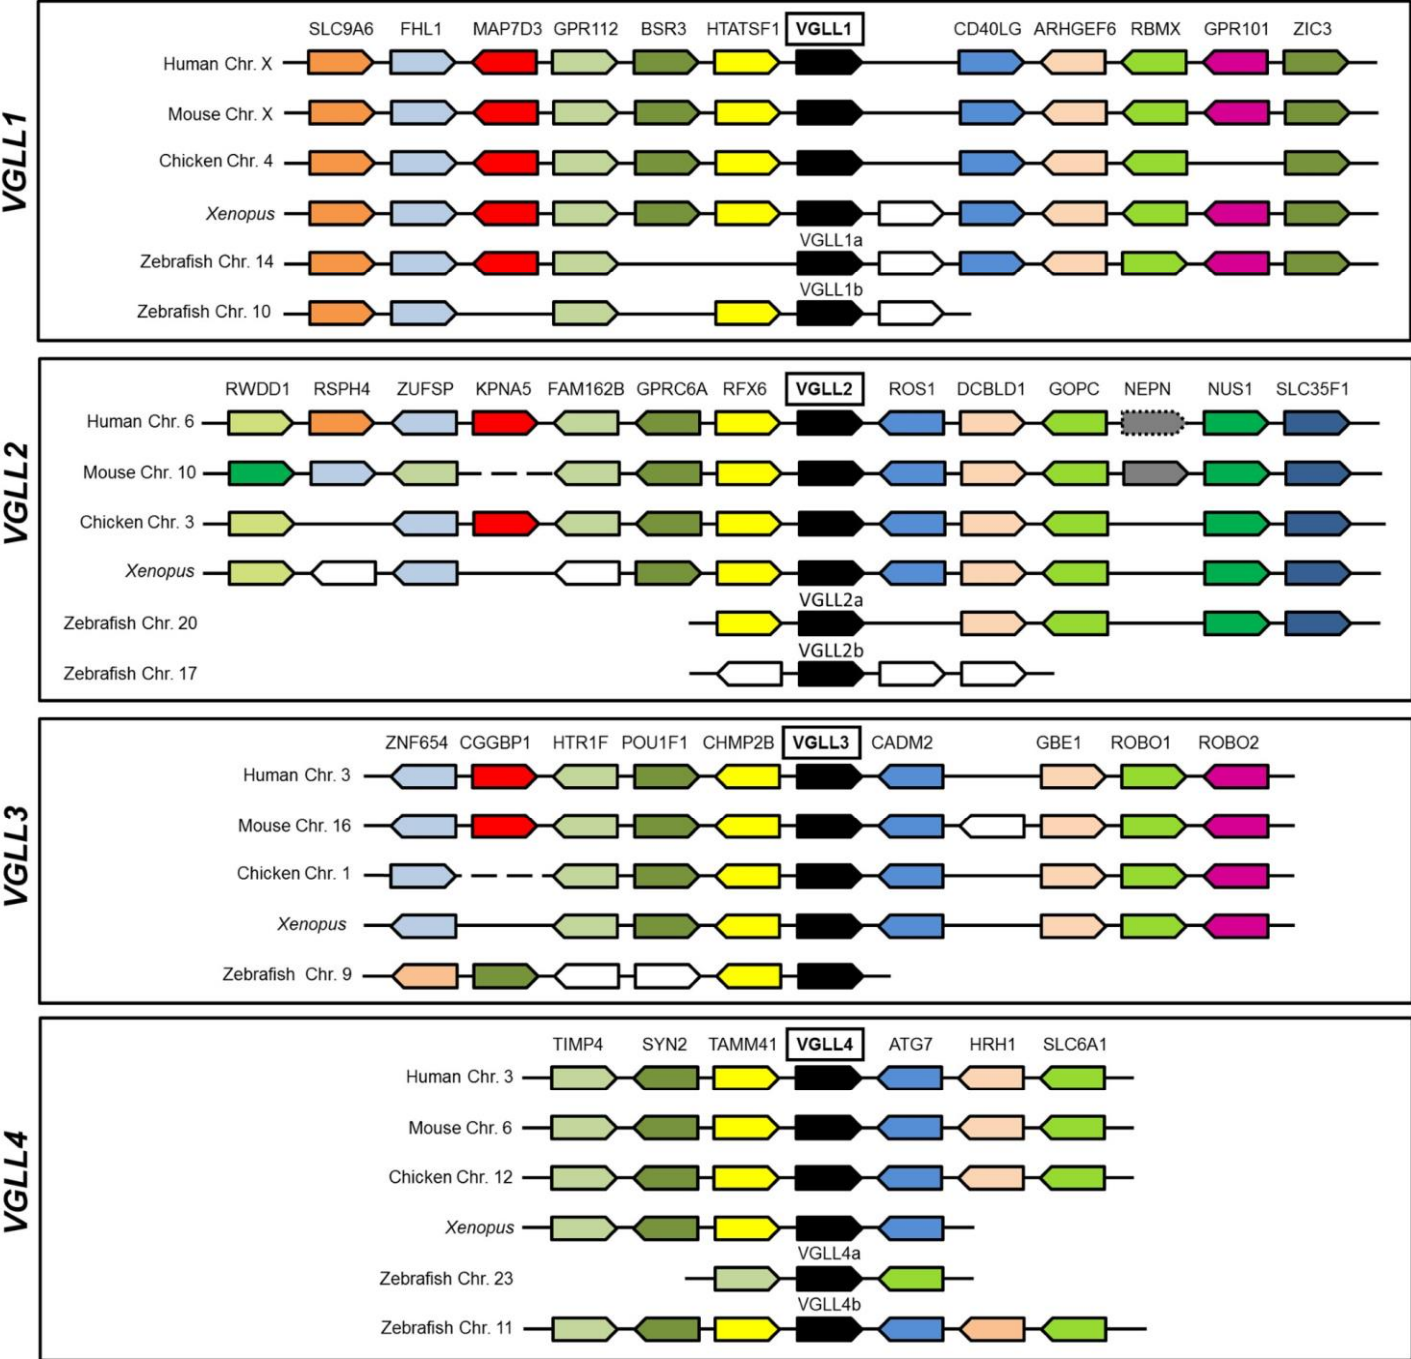 VGLL1
SLC9A6 FHL1 MAP7D3 GPR112 BSR3 HTATSF1 VGLL1 CD40LG ARHGEF6 RBMX GPR101 ZIC3
Human Chr. X
Mouse Chr. X
Chicken Chr. 4
Xenopus
VGLL1a
Zebrafish Chr. 14
VGLL1b
Zebrafish Chr. 10
VGLL2
RWDD1 RSPH4 ZUFSP KPNA5 FAM162B GPRC6A RFX6 VGLL2 ROS1 DCBLD1 GOPC NEPN NUS1 SLC35F1
Human Chr. 6
Mouse Chr. 10
Chicken Chr. 3
Xenopus
VGLL2a
Zebrafish Chr. 20
VGLL2b
Zebrafish Chr. 17
VGLL3
ZNF654 CGGBP1 HTR1F POU1F1 CHMP2B VGLL3 CADM2 GBE1 ROBO1 ROBO2
Human Chr. 3
Mouse Chr. 16
Chicken Chr. 1
Xenopus
Zebrafish Chr. 9
VGLL4
TIMP4 SYN2 TAMM41 VGLL4 ATG7 HRH1 SLC6A1
Human Chr. 3
Mouse Chr. 6
Chicken Chr. 12
Xenopus
VGLL4a
Zebrafish Chr. 23
VGLL4b
Zebrafish Chr. 11